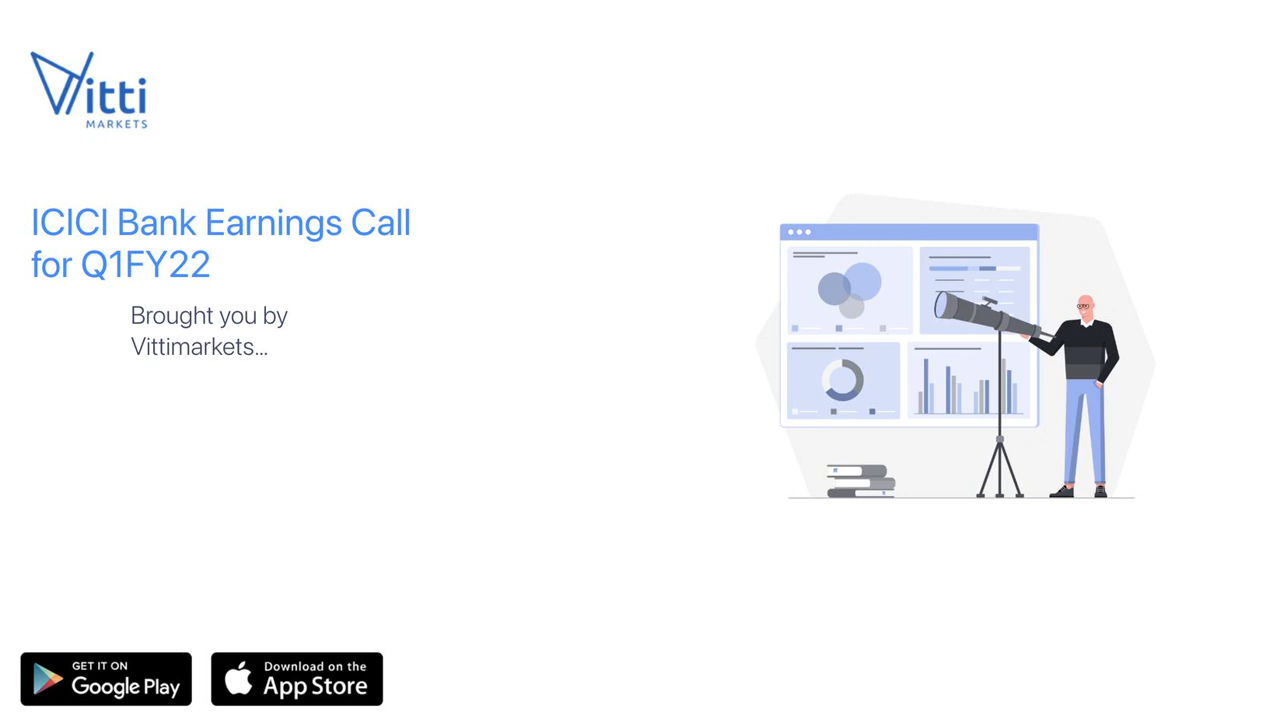 Vitti
MARKETS
ICICI Bank Earnings Call
for Q1FY22
Brought you by
Vittimarkets...
GET IT ON
Google Play
Download on the
App Store